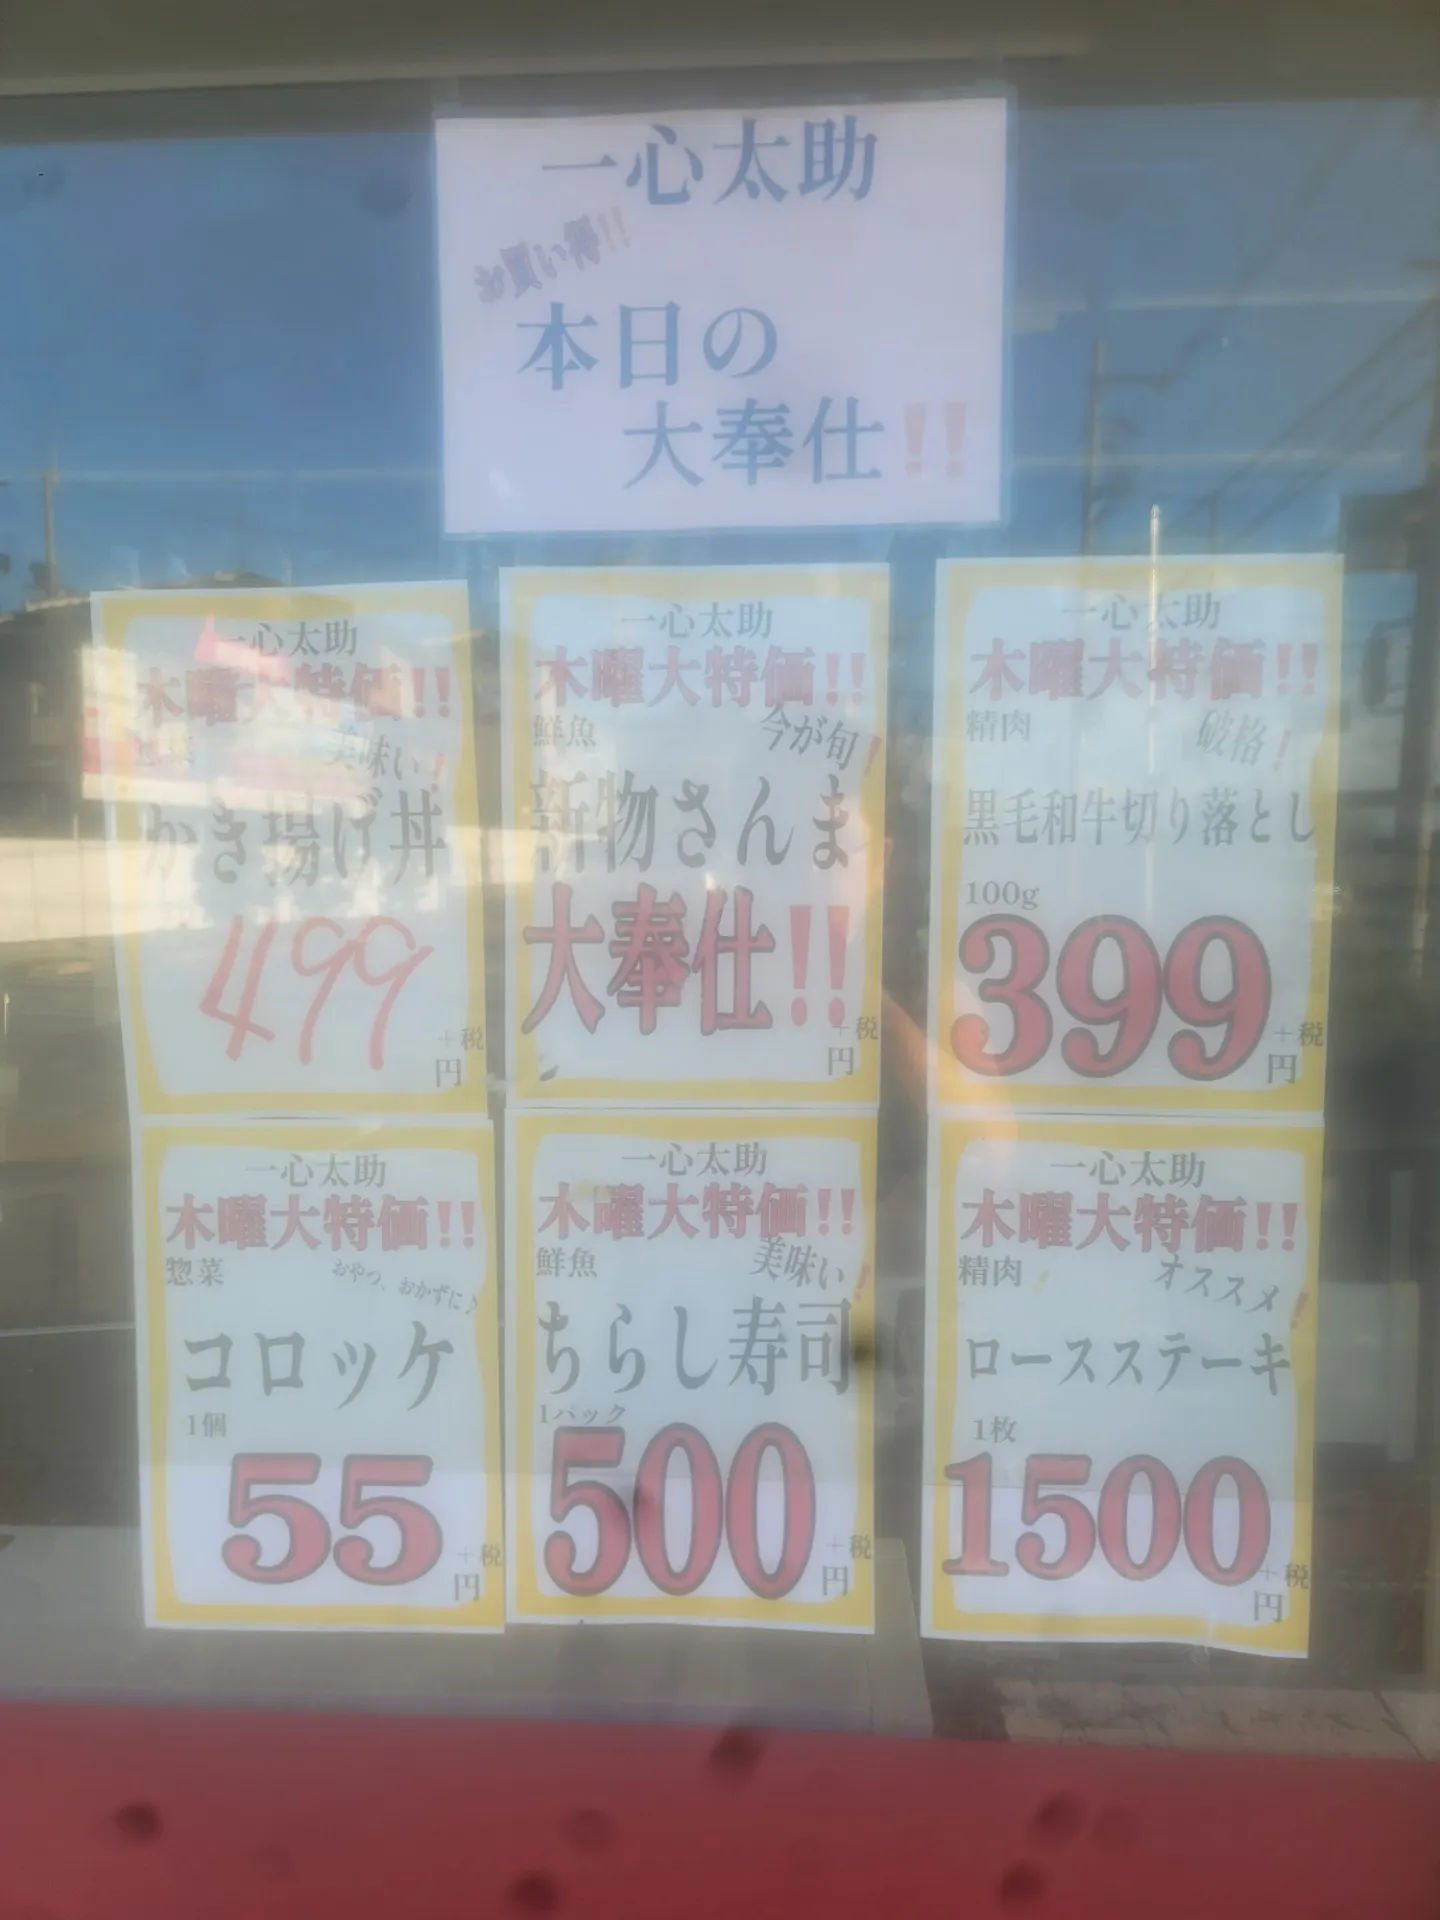 一心太助
お買い得!!
本日の
大奉仕!!
一心太助
木曜大特価!!
惣菜
美味い!
かき揚げ丼
499
+税
円
一心太助
木曜大特価!!
鮮魚
今が旬!
新物さんま
大奉仕!!
+税
円
一心太助
木曜大特価!!
精肉
破格!
黒毛和牛切り落とし
100g
399
+税
円
一心太助
木曜大特価!!
惣菜
おやつ、おかずに♪
コロッケ
1個
55
+税
円
一心太助
木曜大特価!!
鮮魚
美味い!
ちらし寿司
1パック
500
+税
円
一心太助
木曜大特価!!
精肉
オススメ!
ロースステーキ
1枚
1500
+税
円